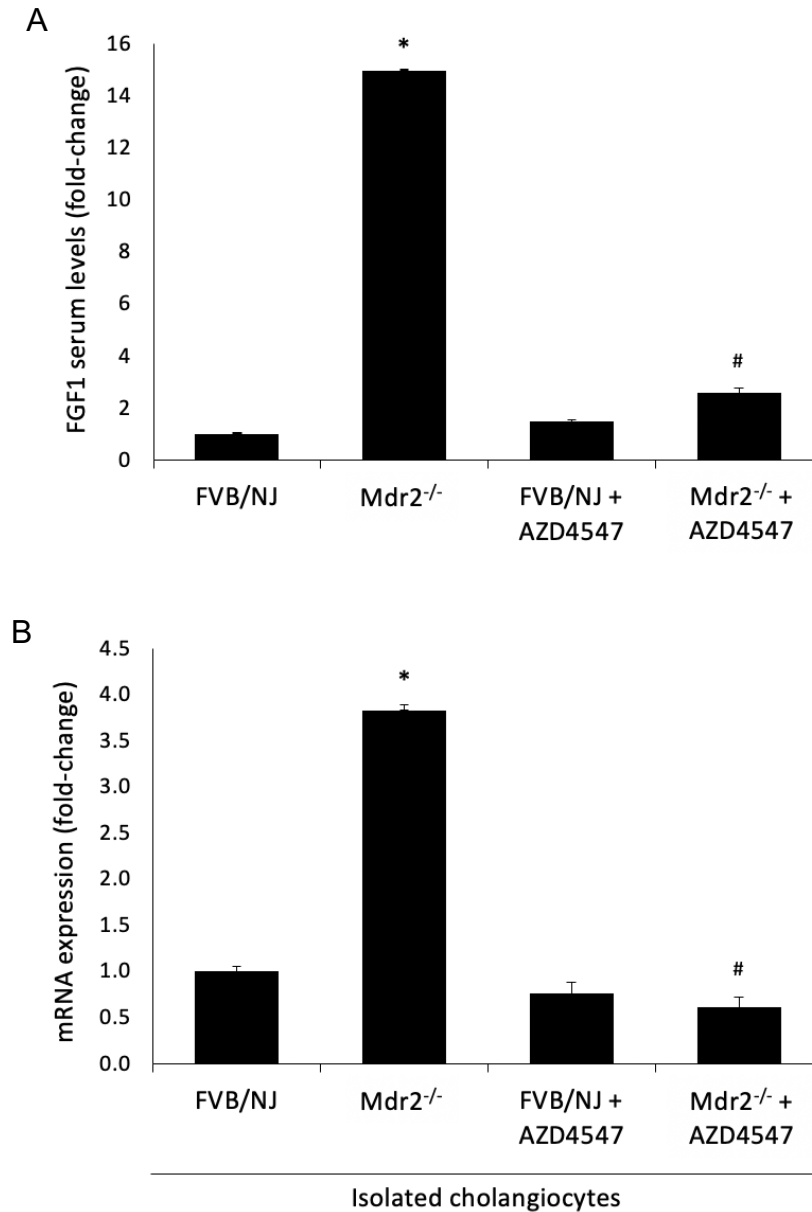 A
FGF1 serum levels (fold-change)
16
14
12
10
8
6
4
2
0
*
#
FVB/NJ
Mdr2-/-
FVB/NJ +
AZD4547
Mdr2-/- +
AZD4547
B
mRNA expression (fold-change)
4.5
4.0
3.5
3.0
2.5
2.0
1.5
1.0
0.5
0.0
*
#
FVB/NJ
Mdr2-/-
FVB/NJ +
AZD4547
Mdr2-/- +
AZD4547
Isolated cholangiocytes